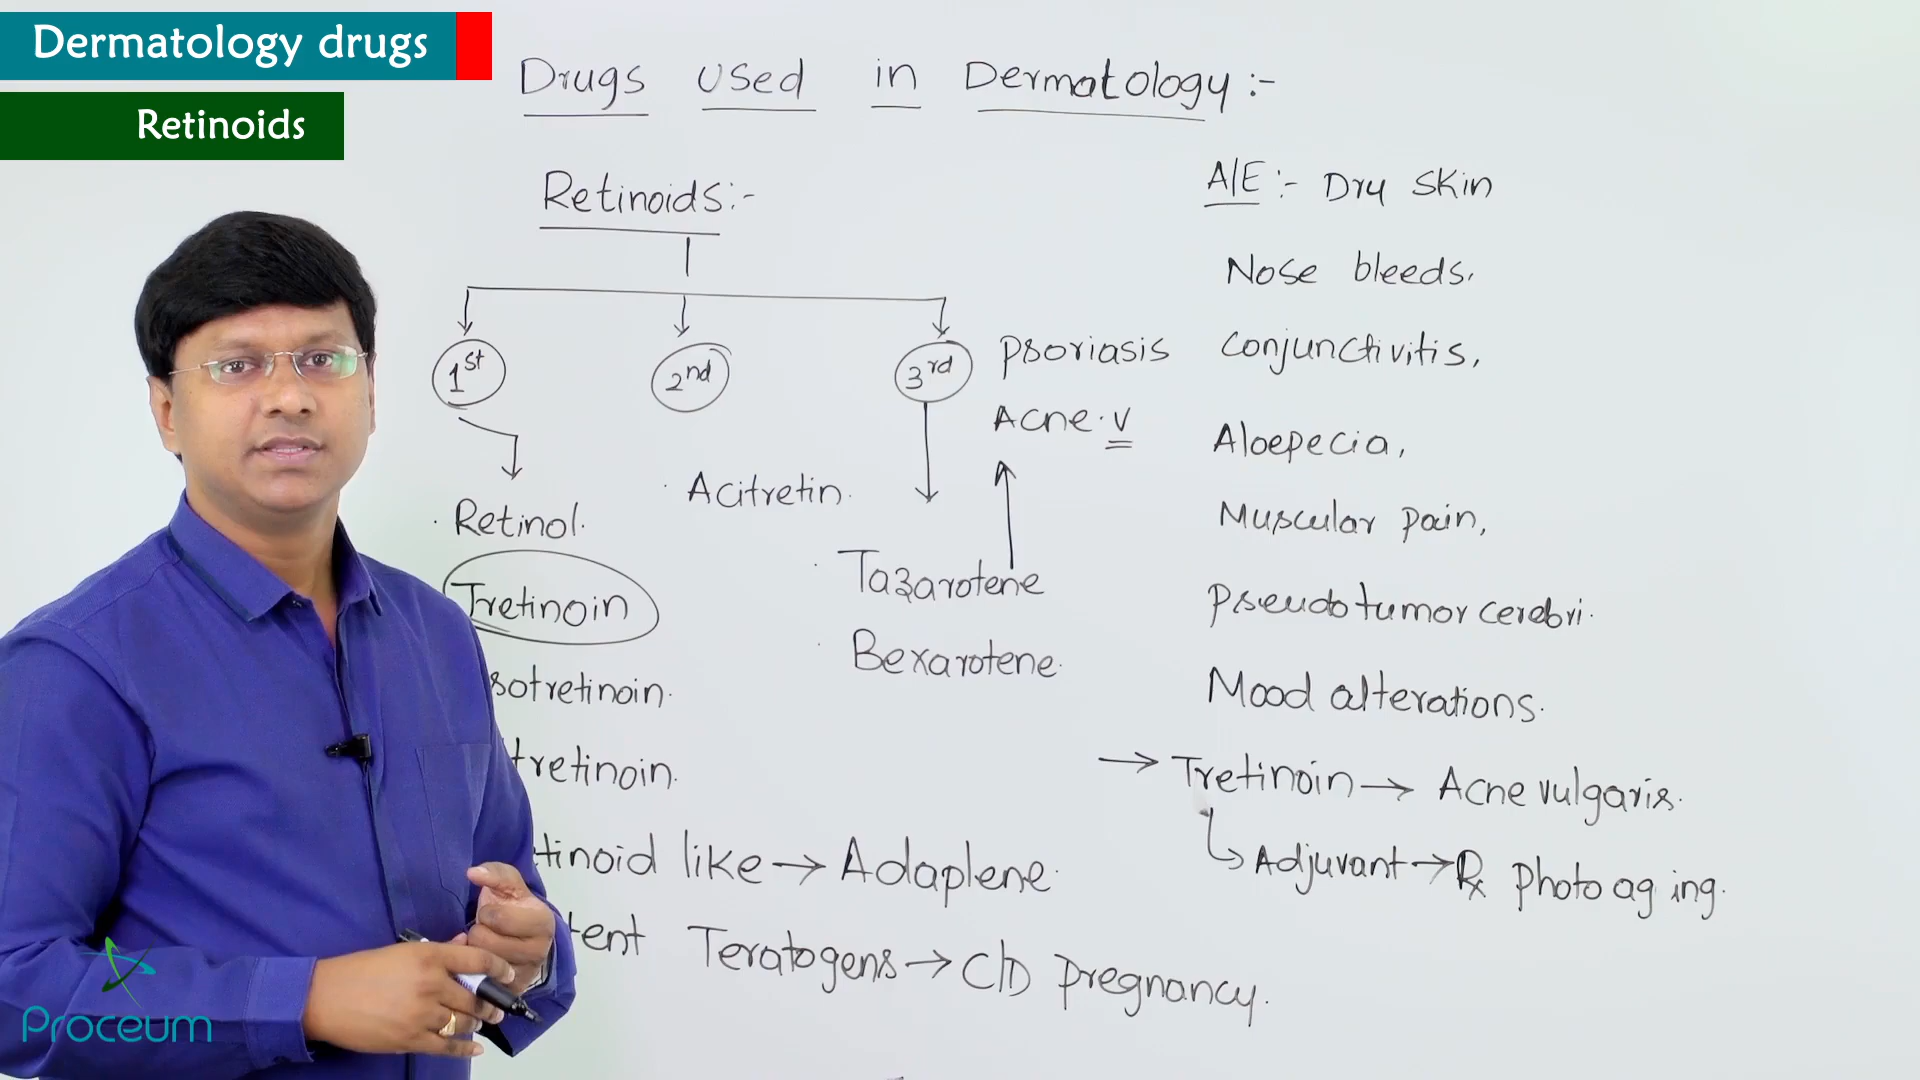 Dermatology drugs
Retinoids
Drugs used in Dermatology:-
Retinoids:-
1st
2nd
3rd
Retinol.
Tretinoin
sotretinoin.
tretinoin.
Acitretin.
Psoriasis
Acne.v
Tazarotene
Bexarotene.
tinoid like → Adaplene.
tent Teratogens → C/D pregnancy.
A/E:- Dry skin
Nose bleeds,
conjunctivitis,
Aloepecia,
Muscular pain,
Pseudotumor cerebri.
Mood alterations.
→ Tretinoin → Acne vulgaris.
Adjuvant → Rx Photo ag ing.
Proceum